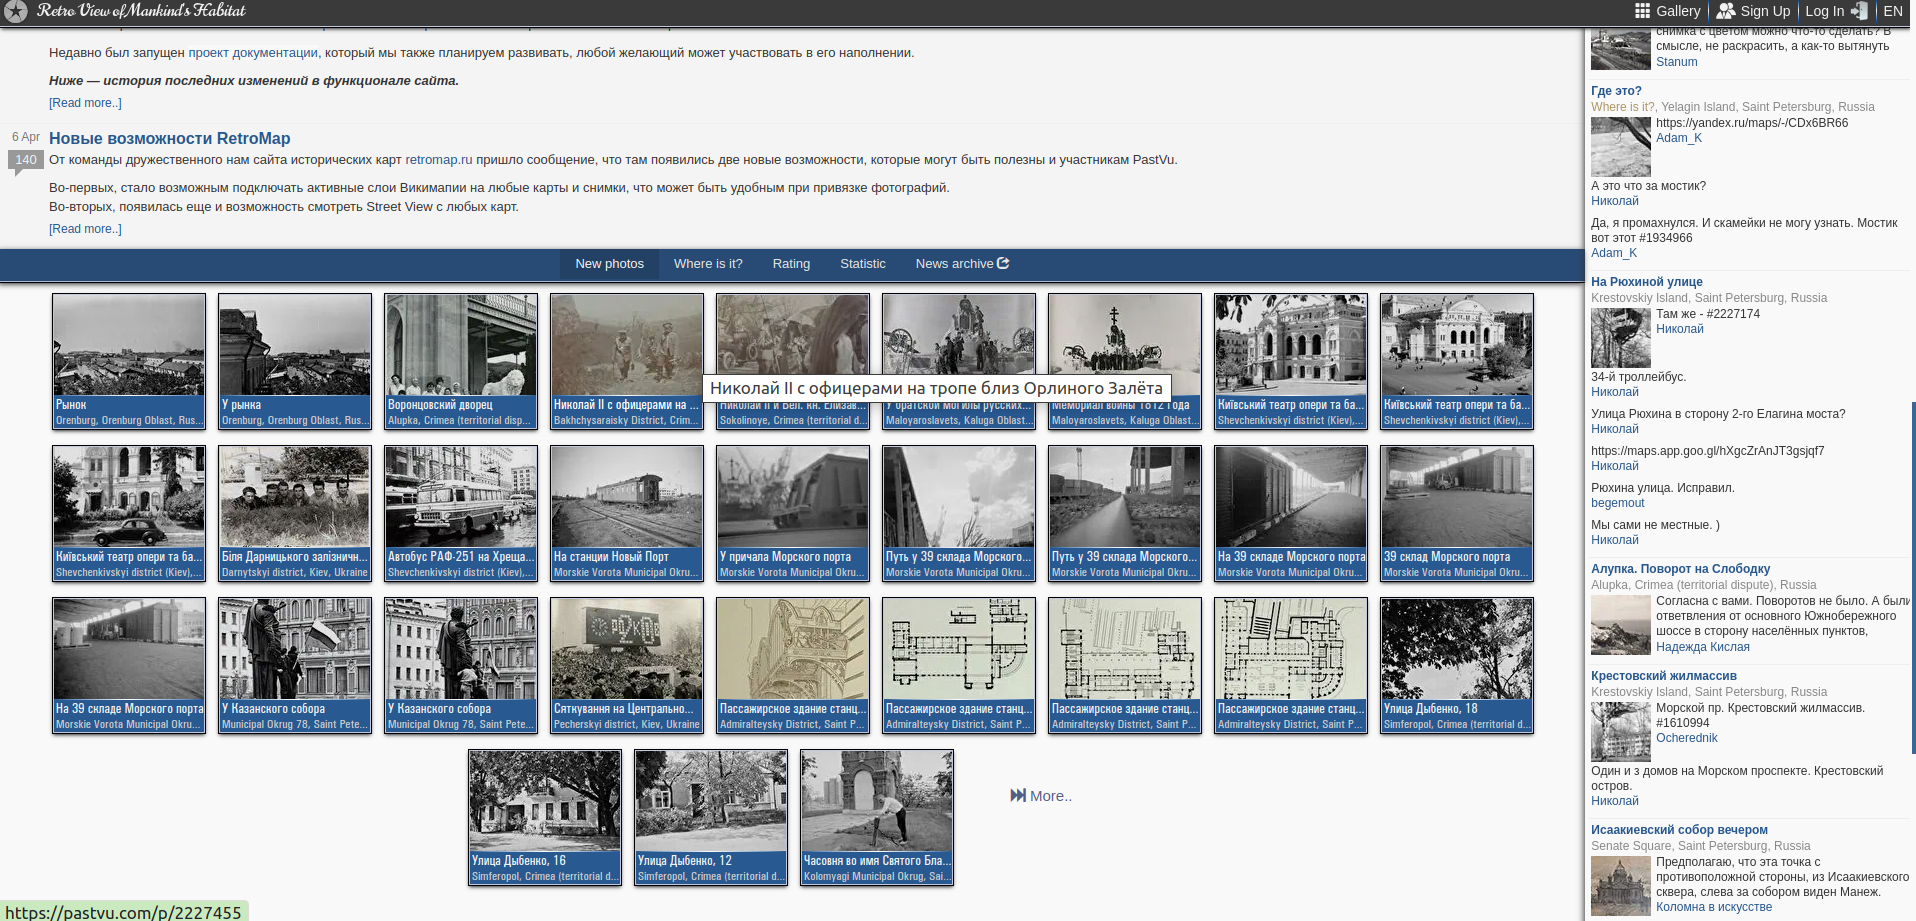 Retro View of Mankind's Habitat
Gallery
Sign Up
Log In
EN
Недавно был запущен проект документации, который мы также планируем развивать, любой желающий может участвовать в его наполнении.
Ниже — история последних изменений в функционале сайта.
[Read more..]
6 Apr
Новые возможности RetroMap
140
От команды дружественного нам сайта исторических карт retromap.ru пришло сообщение, что там появились две новые возможности, которые могут быть полезны и участникам PastVu.
Во-первых, стало возможным подключать активные слои Викимапии на любые карты и снимки, что может быть удобным при привязке фотографий.
Во-вторых, появилась еще и возможность смотреть Street View с любых карт.
[Read more..]
New photos
Where is it?
Rating
Statistic
News archive
Рынок
Orenburg, Orenburg Oblast, Rus...
У рынка
Orenburg, Orenburg Oblast, Rus...
Воронцовский дворец
Alupka, Crimea (territorial disp...
Николай II с офицерами на ...
Bakhchysaraisky District, Crim...
Николай II с офицерами на тропе близ Орлиного Залёта
Николай II и Вел. кн. Елизав...
Sokolinoye, Crimea (territorial d...
У братской могилы русских...
Maloyaroslavets, Kaluga Oblast...
Мемориал войны 1812 года
Maloyaroslavets, Kaluga Oblast...
Київський театр опери та ба...
Shevchenkivskyi district (Kiev),...
Київський театр опери та ба...
Shevchenkivskyi district (Kiev),...
Київський театр опери та ба...
Shevchenkivskyi district (Kiev),...
Біля Дарницького залізничн...
Darnytskyi district, Kiev, Ukraine
Автобус РАФ-251 на Хреща...
Shevchenkivskyi district (Kiev),...
На станции Новый Порт
Morskie Vorota Municipal Okru...
У причала Морского порта
Morskie Vorota Municipal Okru...
Путь у 39 склада Морского...
Morskie Vorota Municipal Okru...
Путь у 39 склада Морского...
Morskie Vorota Municipal Okru...
На 39 складе Морского порта
Morskie Vorota Municipal Okru...
39 склад Морского порта
Morskie Vorota Municipal Okru...
На 39 складе Морского порта
Morskie Vorota Municipal Okru...
У Казанского собора
Municipal Okrug 78, Saint Pete...
У Казанского собора
Municipal Okrug 78, Saint Pete...
Сяткування на Центрально...
Pecherskyi district, Kiev, Ukraine
Пассажирское здание станц...
Admiralteysky District, Saint P...
Пассажирское здание станц...
Admiralteysky District, Saint P...
Пассажирское здание станц...
Admiralteysky District, Saint P...
Пассажирское здание станц...
Admiralteysky District, Saint P...
Улица Дыбенко, 18
Simferopol, Crimea (territorial d...
Улица Дыбенко, 16
Simferopol, Crimea (territorial d...
Улица Дыбенко, 12
Simferopol, Crimea (territorial d...
Часовня во имя Святого Бла...
Kolomyagi Municipal Okrug, Sai...
More..
https://pastvu.com/p/2227455
снимка с цветом можно что-то сделать? В
смысле, не раскрасить, а как-то вытянуть
Stanum
Где это?
Where is it?, Yelagin Island, Saint Petersburg, Russia
https://yandex.ru/maps/-/CDx6BR66
Adam_K
А это что за мостик?
Николай
Да, я промахнулся. И скамейки не могу узнать. Мостик
вот этот #1934966
Adam_K
На Рюхиной улице
Krestovskiy Island, Saint Petersburg, Russia
Там же - #2227174
Николай
34-й троллейбус.
Николай
Улица Рюхина в сторону 2-го Елагина моста?
Николай
https://maps.app.goo.gl/hXgcZrAnJT3gsjqf7
Николай
Рюхина улица. Исправил.
begemout
Мы сами не местные. )
Николай
Алупка. Поворот на Слободку
Alupka, Crimea (territorial dispute), Russia
Согласна с вами. Поворотов не было. А были
ответвления от основного Южнобережного
шоссе в сторону населённых пунктов,
Надежда Кислая
Крестовский жилмассив
Krestovskiy Island, Saint Petersburg, Russia
Морской пр. Крестовский жилмассив.
#1610994
Ocherednik
Один и з домов на Морском проспекте. Крестовский
остров.
Николай
Исаакиевский собор вечером
Senate Square, Saint Petersburg, Russia
Предполагаю, что эта точка с
противоположной стороны, из Исаакиевского
сквера, слева за собором виден Манеж.
Коломна в искусстве